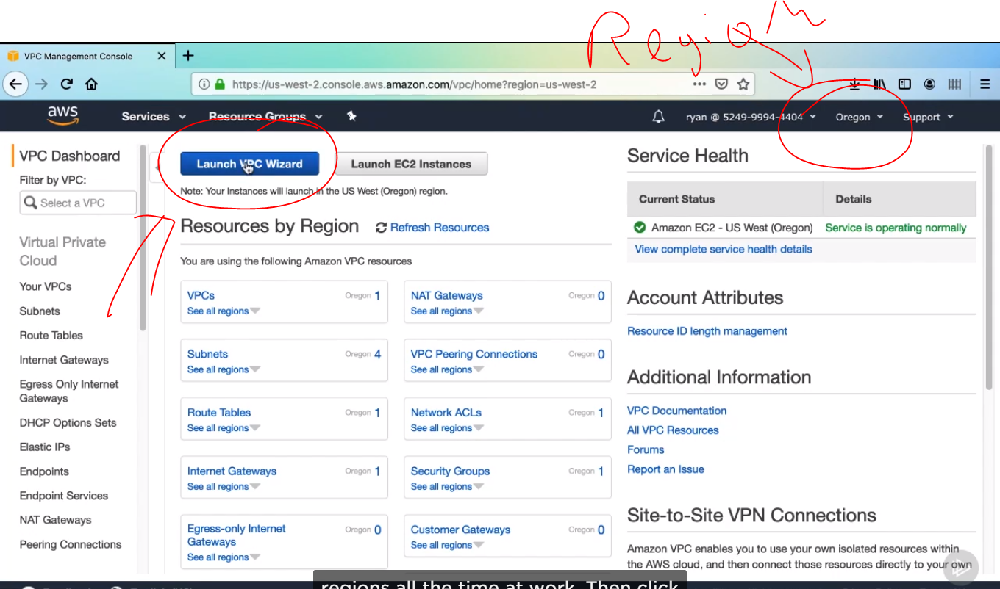 Region
VPC Management Console
https://us-west-2.console.aws.amazon.com/vpc/home?region=us-west-2
aws
Services
Resource Groups
ryan @ 5249-9994-4404
Oregon
Support
VPC Dashboard
Filter by VPC:
Select a VPC
Virtual Private
Cloud
Your VPCs
Subnets
Route Tables
Internet Gateways
Egress Only Internet
Gateways
DHCP Options Sets
Elastic IPs
Endpoints
Endpoint Services
NAT Gateways
Peering Connections
Launch VPC Wizard
Launch EC2 Instances
Note: Your Instances will launch in the US West (Oregon) region.
Resources by Region
Refresh Resources
You are using the following Amazon VPC resources
VPCs Oregon 1
See all regions
NAT Gateways Oregon 0
See all regions
Subnets Oregon 4
See all regions
VPC Peering Connections Oregon 0
See all regions
Route Tables Oregon 1
See all regions
Network ACLs Oregon 1
See all regions
Internet Gateways Oregon 1
See all regions
Security Groups Oregon 1
See all regions
Egress-only Internet Oregon 0
Gateways
See all regions
Customer Gateways Oregon 0
See all regions
Service Health
Current Status Details
Amazon EC2 - US West (Oregon) Service is operating normally
View complete service health details
Account Attributes
Resource ID length management
Additional Information
VPC Documentation
All VPC Resources
Forums
Report an Issue
Site-to-Site VPN Connections
Amazon VPC enables you to use your own isolated resources within
the AWS cloud, and then connect those resources directly to your own
regions all the time at work. Then click